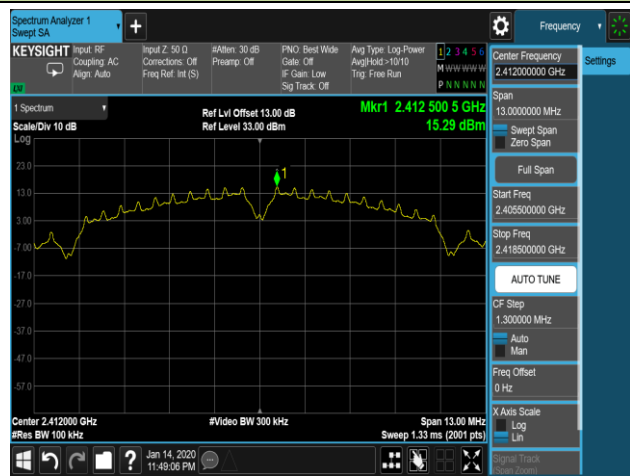 Spectrum Analyzer 1
Swept SA
Frequency
KEYSIGHT
Input: RF
Coupling: AC
Align: Auto
Input Z: 50 Ω
Corrections: Off
Freq Ref: Int (S)
#Atten: 30 dB
Preamp: Off
PNO: Best Wide
Gate: Off
IF Gain: Low
Sig Track: Off
Avg Type: Log-Power
Avg|Hold:>10/10
Trig: Free Run
1 2 3 4 5 6
M W W W W W
P N N N N N
LXI
1 Spectrum
Scale/Div 10 dB
Log
Ref Lvl Offset 13.00 dB
Ref Level 33.00 dBm
Mkr1 2.412 500 5 GHz
15.29 dBm
1
23.0
13.0
3.00
-7.00
-17.0
-27.0
-37.0
-47.0
-57.0
Center 2.412000 GHz
#Res BW 100 kHz
#Video BW 300 kHz
Span 13.00 MHz
Sweep 1.33 ms (2001 pts)
Jan 14, 2020
11:49:06 PM
Center Frequency
2.412000000 GHz
Settings
Span
13.0000000 MHz
Swept Span
Zero Span
Full Span
Start Freq
2.405500000 GHz
Stop Freq
2.418500000 GHz
AUTO TUNE
CF Step
1.300000 MHz
Auto
Man
Freq Offset
0 Hz
X Axis Scale
Log
Lin
Signal Track
(Span Zoom)